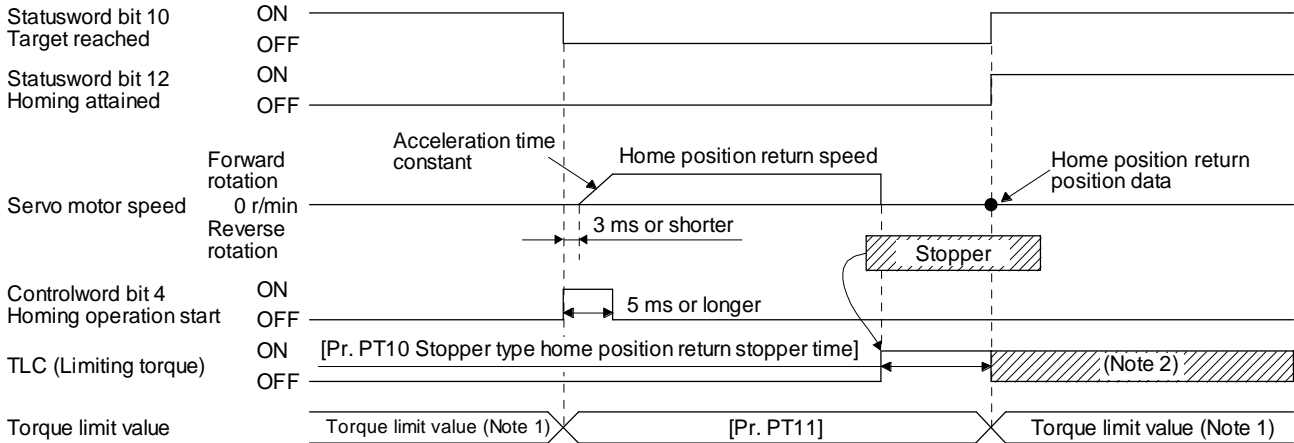 Statusword bit 10
Target reached
ON
OFF
Statusword bit 12
Homing attained
ON
OFF
Acceleration time
constant
Home position return speed
Home position return
position data
Forward
rotation
Servo motor speed
0 r/min
Reverse
rotation
3 ms or shorter
Stopper
Controlword bit 4
Homing operation start
ON
OFF
5 ms or longer
TLC (Limiting torque)
ON
OFF
[Pr. PT10 Stopper type home position return stopper time]
(Note 2)
Torque limit value
Torque limit value (Note 1)
[Pr. PT11]
Torque limit value (Note 1)